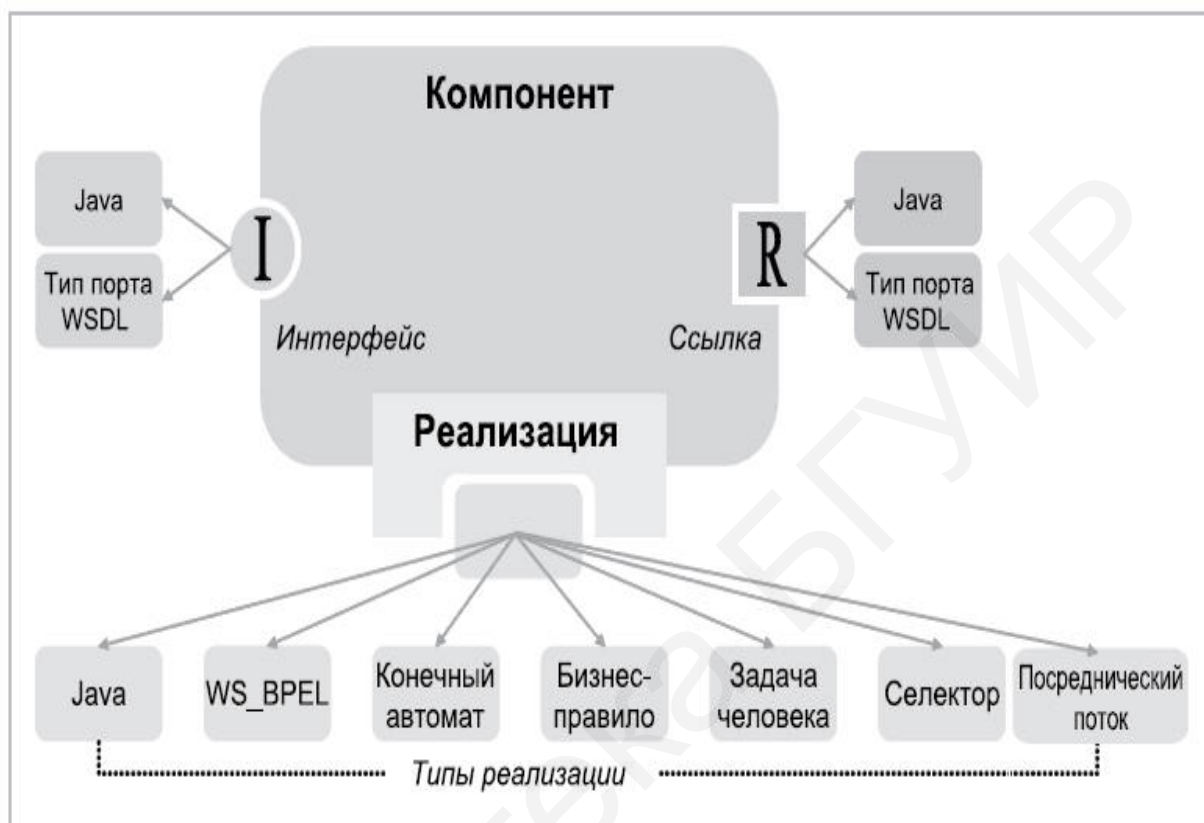 Компонент
Java
I
Тип порта
WSDL
Интерфейс
R
Ссылка
Java
Тип порта
WSDL
Реализация
Java
WS_BPEL
Конечный
автомат
Бизнес-
правило
Задача
человека
Селектор
Посреднический
поток
Типы реализации
БГУИР